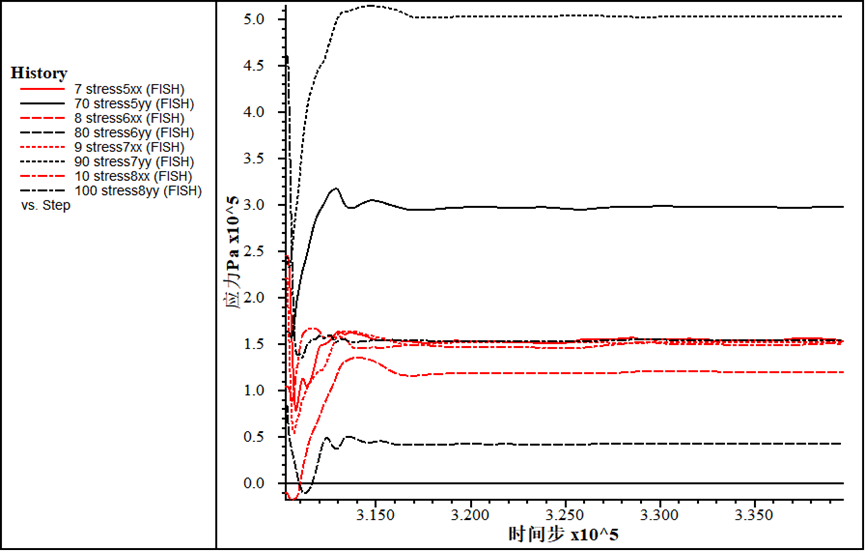 History
7 stress5xx (FISH)
70 stress5yy (FISH)
8 stress6xx (FISH)
80 stress6yy (FISH)
9 stress7xx (FISH)
90 stress7yy (FISH)
10 stress8xx (FISH)
100 stress8yy (FISH)
vs. Step
应力Pa x10^5
5.0
4.5
4.0
3.5
3.0
2.5
2.0
1.5
1.0
0.5
0.0
3.150
3.200
3.250
3.300
3.350
时间步 x10^5